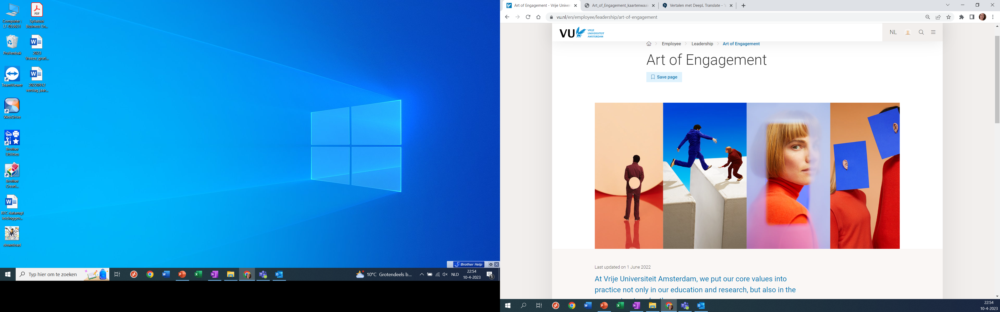 Computer :
LT-055631
Syllabus
Business En...
Prullenbak
2023
Vreeze_grati...
TeamViewer
20220912
verslag jaar...
WebDrive
Brother
Utilities
Brother
Creati...
RFC datamgt
leidinggev...
download
Brother Help
Typ hier om te zoeken
10°C Grotendeels b...
NLD
22:54
10-4-2023
1
Art of Engagement - Vrije Univer
Art_of_Engagement_kaartenwaaie
Vertalen met DeepL Translate - 's
vu.nl/en/employee/leadership/art-of-engagement
VU
VRIJE
UNIVERSITEIT
AMSTERDAM
NL
Employee
Leadership
Art of Engagement
Art of Engagement
Save page
Last updated on 1 June 2022
At Vrije Universiteit Amsterdam, we put our core values into
practice not only in our education and research, but also in the
22:54
10-4-2023